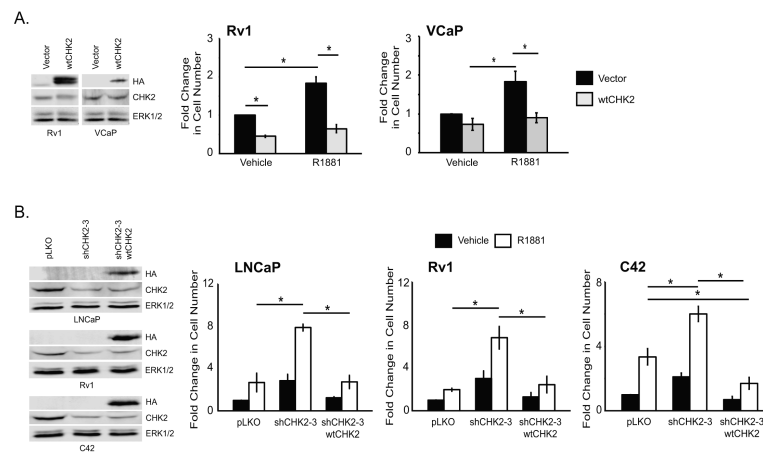 A.
Vector
wtCHK2
Vector
wtCHK2
HA
CHK2
ERK1/2
Rv1
VCaP
Rv1
Fold Change
in Cell Number
3
2
1
0
*
*
*
Vehicle
R1881
VCaP
Fold Change
in Cell Number
3
2
1
0
*
*
Vehicle
R1881
Vector
wtCHK2
B.
pLKO
shCHK2-3
shCHK2-3
wtCHK2
HA
CHK2
ERK1/2
LNCaP
HA
CHK2
ERK1/2
Rv1
HA
CHK2
ERK1/2
C42
Vehicle
R1881
LNCaP
Fold Change in Cell Number
12
8
4
0
*
*
pLKO
shCHK2-3
shCHK2-3
wtCHK2
Rv1
Fold Change in Cell Number
12
8
4
0
*
*
pLKO
shCHK2-3
shCHK2-3
wtCHK2
C42
Fold Change in Cell Number
8
4
0
*
*
*
pLKO
shCHK2-3
shCHK2-3
wtCHK2